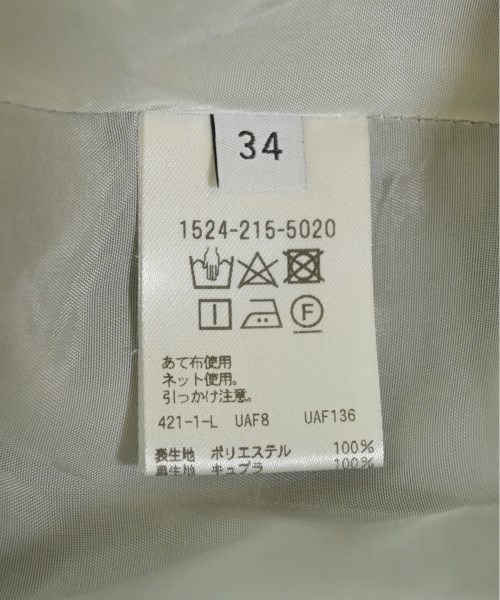 34
1524-215-5020
F
あて布使用
ネット使用。
引っかけ注意。
421-1-L UAF8 UAF136
表生地 ポリエステル 100%
裏生地 キュプラ 100%